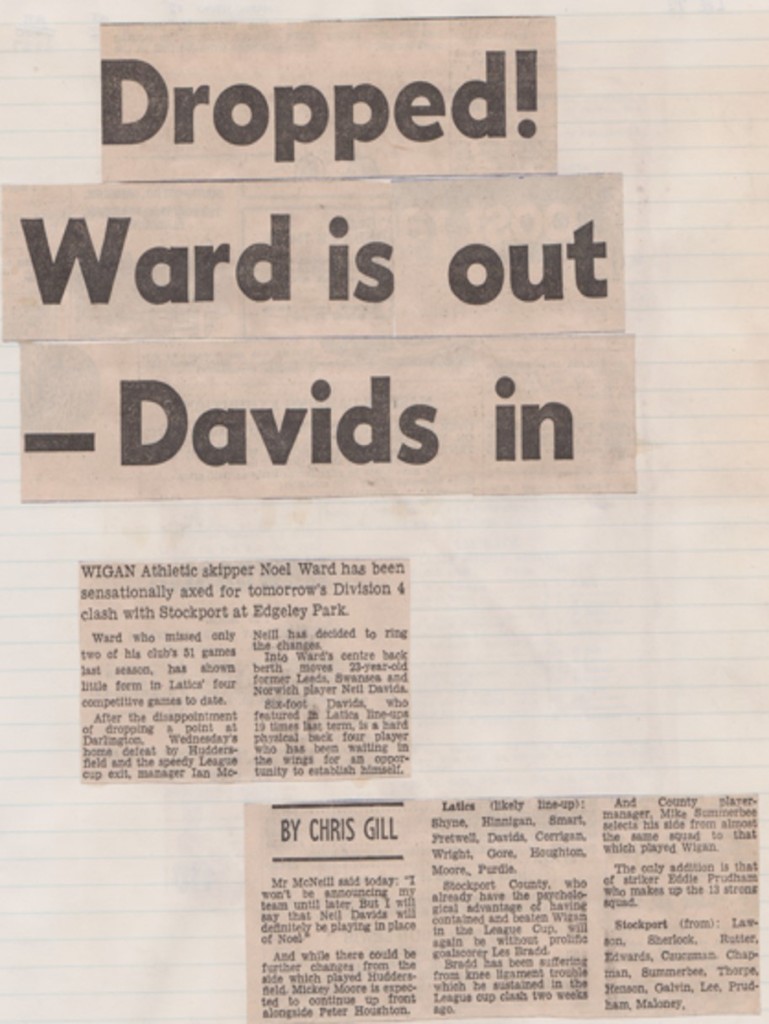 Dropped!
Ward is out
— Davids in
WIGAN Athletic skipper Noel Ward has been
sensationally axed for tomorrow's Division 4
clash with Stockport at Edgeley Park.
Ward who missed only
two of his club's 51 games
last season, has shown
little form in Latics' four
competitive games to date.
After the disappointment
of dropping a point at
Darlington, Wednesday's
home defeat by Hudders-
field and the speedy League
cup exit, manager Ian Mc-
Neill has decided to ring
the changes.
Into Ward's centre back
berth moves 23-year-old
former Leeds, Swansea and
Norwich player Neil Davids.
Six-foot Davids, who
featured in Latics line-ups
19 times last term, is a hard
physical back four player
who has been waiting in
the wings for an oppor-
tunity to establish himself.
BY CHRIS GILL
Mr McNeill said today: "I
won't be announcing my
team until later. But I will
say that Neil Davids will
definitely be playing in place
of Noel"
And while there could be
further changes from the
side which played Hudders-
field, Mickey Moore is expec-
ted to continue up front
alongside Peter Houghton.
Latics (likely line-up):
Shyne, Hinnigan, Smart,
Fretwell, Davids, Corrigan,
Wright, Gore, Houghton,
Moore, Purdie.
Stockport County, who
already have the psycholo-
gical advantage of having
contained and beaten Wigan
in the League Cup, will
again be without prolific
goalscorer Les Bradd.
Bradd has been suffering
from knee ligament trouble
which he sustained in the
League cup clash two weeks
ago.
And County player-
manager, Mike Summerbee
selects his side from almost
the same squad to that
which played Wigan.
The only addition is that
of striker Eddie Prudham
who makes up the 13 strong
squad.
Stockport (from): Law-
son, Sherlock, Rutter,
Edwards, Chap-
man, Summerbee, Thorpe,
Henson, Galvin, Lee, Prud-
ham, Maloney.